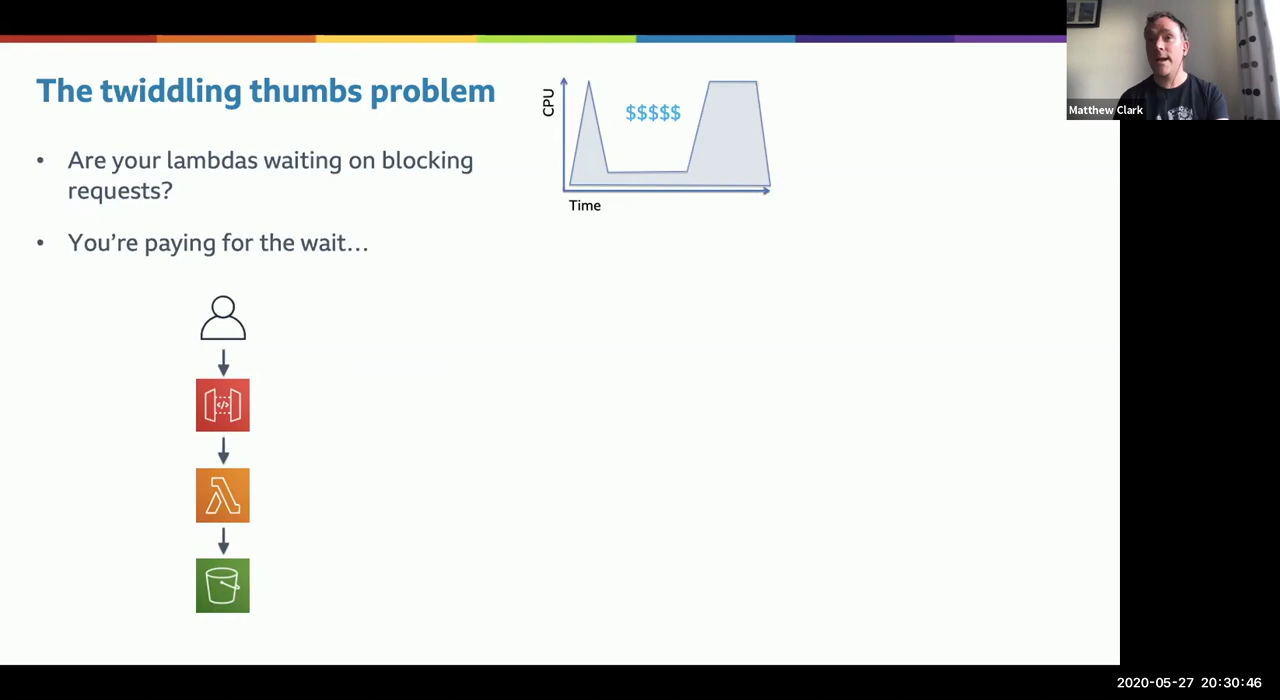 The twiddling thumbs problem
• Are your lambdas waiting on blocking
requests?
• You're paying for the wait…
CPU
$$$$$
Time
</>
Matthew Clark
2020-05-27 20:30:46